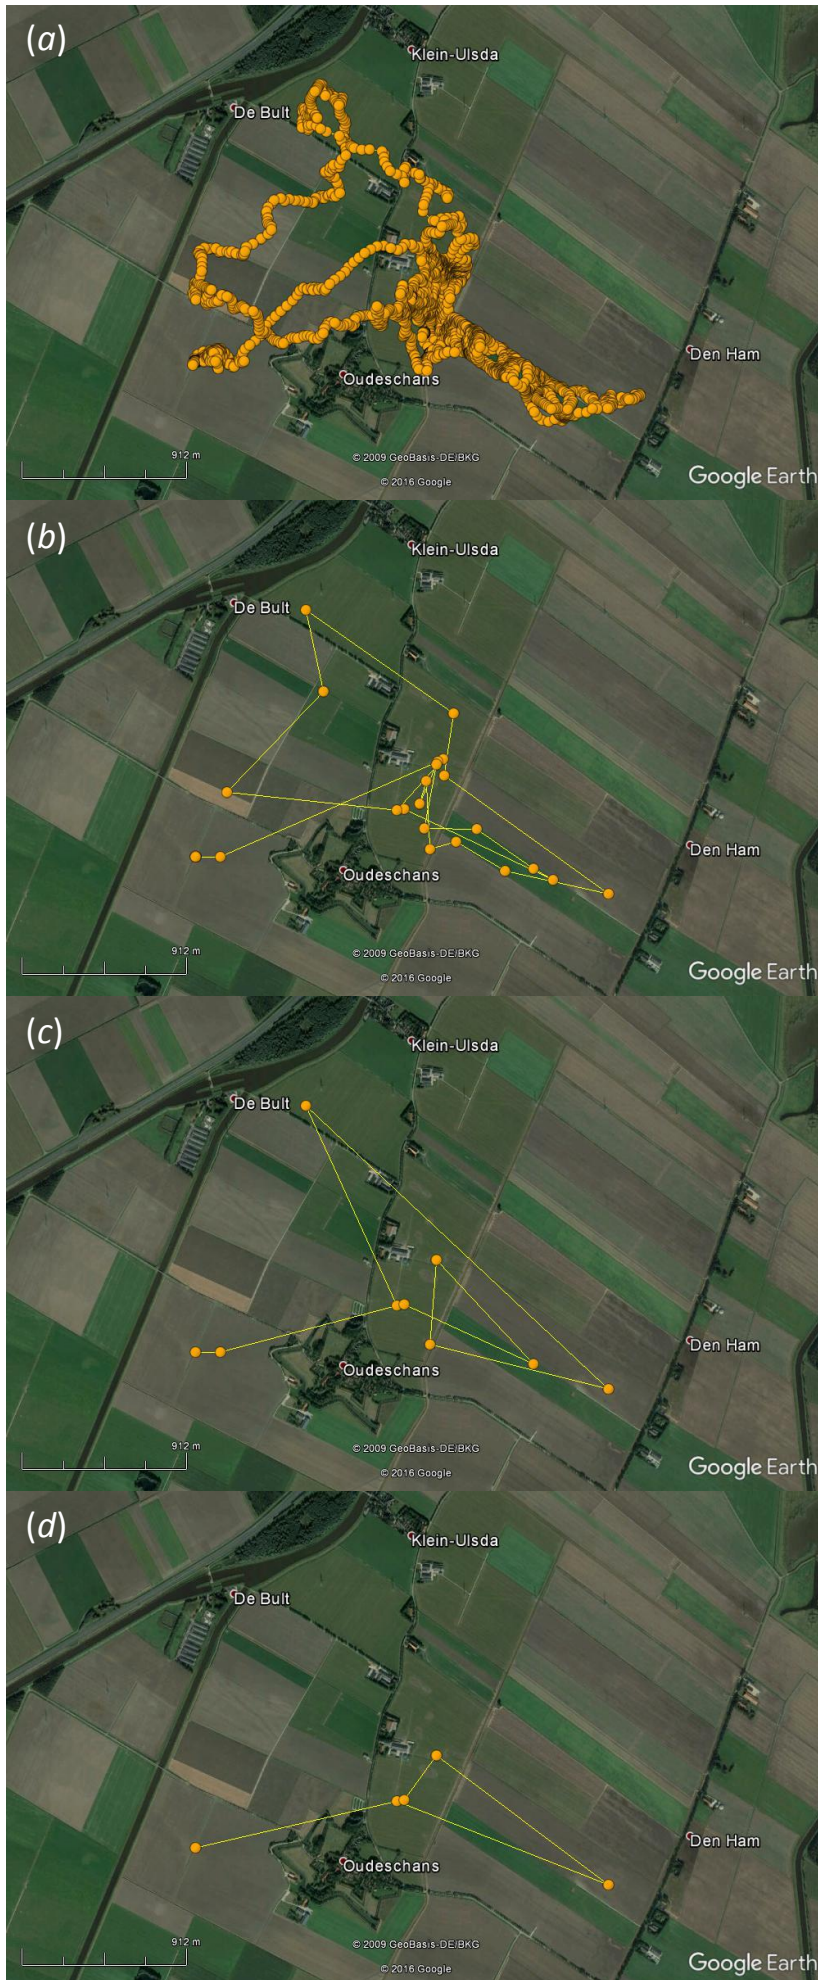 (a)
Klein-Ulsda
De Bult
Den Ham
Oudeschans
912 m
© 2009 GeoBasis-DE/BKG
© 2016 Google
Google Earth
(b)
Klein-Ulsda
De Bult
Den Ham
Oudeschans
912 m
© 2009 GeoBasis-DE/BKG
© 2016 Google
Google Earth
(c)
Klein-Ulsda
De Bult
Den Ham
Oudeschans
912 m
© 2009 GeoBasis-DE/BKG
© 2016 Google
Google Earth
(d)
Klein-Ulsda
De Bult
Den Ham
Oudeschans
912 m
© 2009 GeoBasis-DE/BKG
© 2016 Google
Google Earth